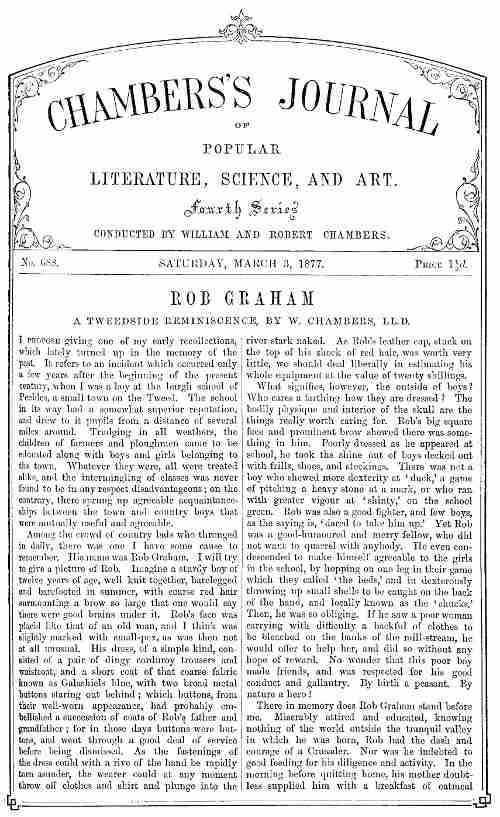 CHAMBERS'S JOURNAL
OF
POPULAR
LITERATURE, SCIENCE, AND ART.
Fourth Series
CONDUCTED BY WILLIAM AND ROBERT CHAMBERS.
No. 688.
SATURDAY, MARCH 3, 1877.
PRICE 1½d.
ROB GRAHAM
A TWEEDSIDE REMINISCENCE, BY W. CHAMBERS, LL.D.
I PROPOSE giving one of my early recollections,
which lately turned up in the memory of the
past. It refers to an incident which occurred only
a few years after the beginning of the present
century, when I was a boy at the burgh school of
Peebles, a small town on the Tweed. The school
in its way had a somewhat superior reputation,
and drew to it pupils from a distance of several
miles around. Trudging in all weathers, the
children of farmers and ploughmen came to be
educated along with boys and girls belonging to
the town. Whatever they were, all were treated
alike, and the intermingling of classes was never
found to be in any respect disadvantageous; on the
contrary, there sprung up agreeable acquaintance-
ships between the town and country boys that
were mutually useful and agreeable.
Among the crowd of country lads who thronged
in daily, there was one I have some cause to
remember. His name was Rob Graham. I will try
to give a picture of Rob. Imagine a sturdy boy of
twelve years of age, well knit together, barelegged
and barefooted in summer, with coarse red hair
surmounting a brow so large that one would say
there were good brains under it. Rob's face was
placid like that of an old man, and I think was
slightly marked with small-pox, as was then not
at all unusual. His dress, of a simple kind, con-
sisted of a pair of dingy corduroy trousers and
waistcoat, and a short coat of that coarse fabric
known as Galashiels blue, with two broad metal
buttons staring out behind; which buttons, from
their well-worn appearance, had probably em-
bellished a succession of coats of Rob's father and
grandfather; for in those days buttons were but-
tons, and went through a good deal of service
before being dismissed. As the fastenings of
the dress could with a rive of the hand be rapidly
torn asunder, the wearer could at any moment
throw off clothes and shirt and plunge into the
river stark naked. As Rob's leather cap, stuck on
the top of his shock of red hair, was worth very
little, we should deal liberally in estimating his
whole equipment at the value of twenty shillings.
What signifies, however, the outside of boys?
Who cares a farthing how they are dressed? The
bodily physique and interior of the skull are the
things really worth caring for. Rob's big square
face and prominent brow shewed there was some-
thing in him. Poorly dressed as he appeared at
school, he took the shine out of boys decked out
with frills, shoes, and stockings. There was not a
boy who shewed more dexterity at 'duck,' a game
of pitching a heavy stone at a mark, or who ran
with greater vigour at 'shinty,' on the school
green. Rob was also a good fighter, and few boys,
as the saying is, 'dared to take him up.' Yet Rob
was a good-humoured and merry fellow, who did
not want to quarrel with anybody. He even con-
descended to make himself agreeable to the girls
in the school, by hopping on one leg in their game
which they called 'the beds,' and in dexterously
throwing up small shells to be caught on the back
of the hand, and locally known as the 'chucks.'
Then, he was so obliging. If he saw a poor woman
carrying with difficulty a backful of clothes to
be bleached on the banks of the mill-stream, he
would offer to help her, and did so without any
hope of reward. No wonder that this poor boy
made friends, and was respected for his good
conduct and gallantry. By birth a peasant. By
nature a hero!
There in memory does Rob Graham stand before
me. Miserably attired and educated, knowing
nothing of the world outside the tranquil valley
in which he was born, Rob had the dash and
courage of a Crusader. Nor was he indebted to
good feeding for his diligence and activity. In the
morning before quitting home, his mother doubt-
less supplied him with a breakfast of oatmeal